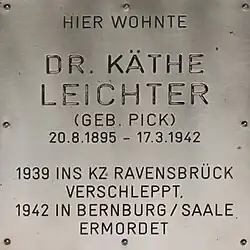 HIER WOHNTE
DR. KÄTHE
LEICHTER
(GEB. PICK)
20.8.1895 – 17.3.1942
1939 INS KZ RAVENSBRÜCK
VERSCHLEPPT,
1942 IN BERNBURG/SAALE
ERMORDET